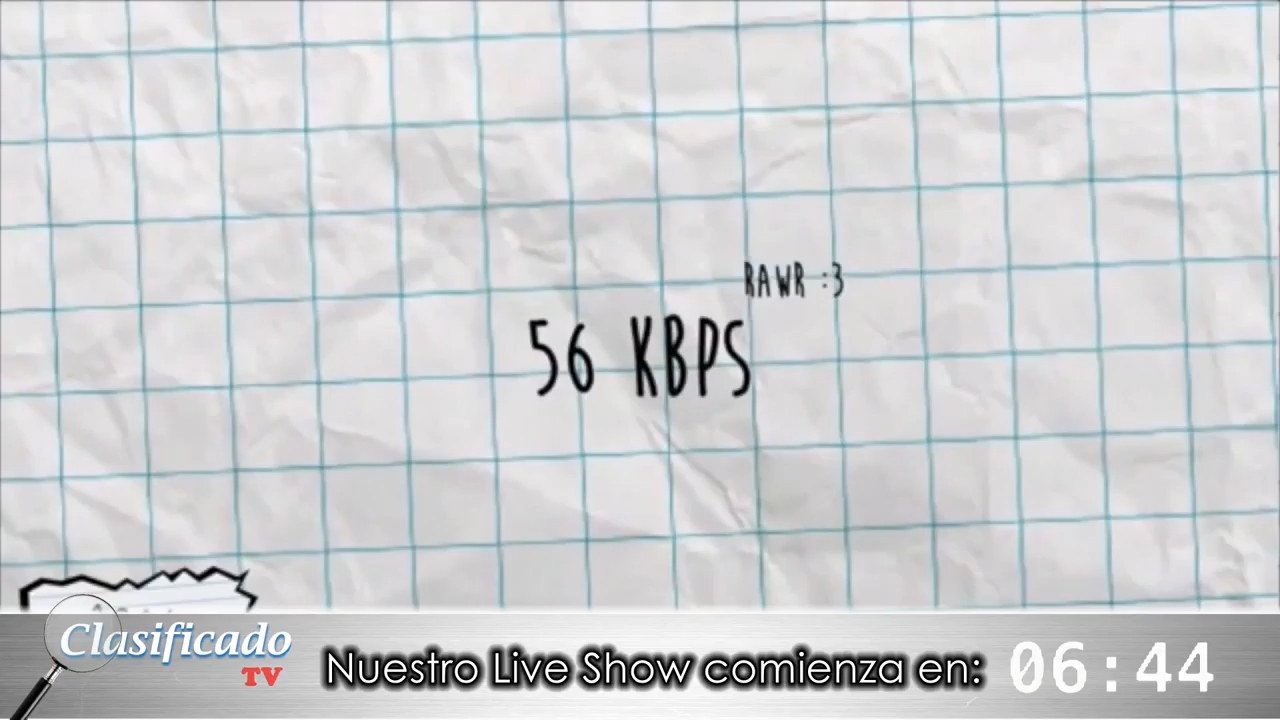 RAWR :3
56 KBPS
Clasificado
TV
Nuestro Live Show comienza en: 06:44